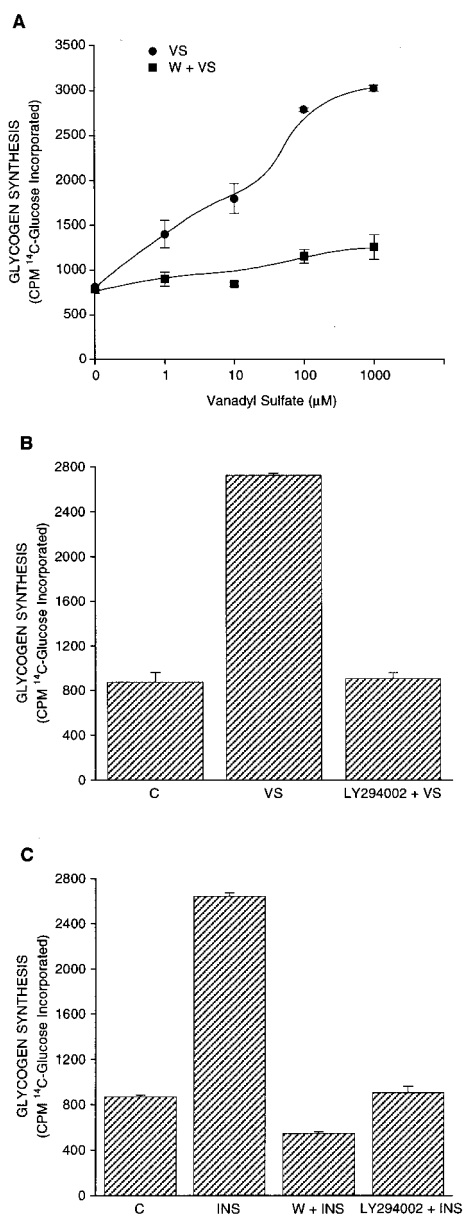 A
VS
W + VS
GLYCOGEN SYNTHESIS
(CPM ¹⁴C-Glucose Incorporated)
3500
3000
2500
2000
1500
1000
500
0
0 1 10 100 1000
Vanadyl Sulfate (µM)
B
GLYCOGEN SYNTHESIS
(CPM ¹⁴C-Glucose Incorporated)
2800
2400
2000
1600
1200
800
400
0
C VS LY294002 + VS
C
GLYCOGEN SYNTHESIS
(CPM ¹⁴C-Glucose Incorporated)
2800
2400
2000
1600
1200
800
400
0
C INS W + INS LY294002 + INS